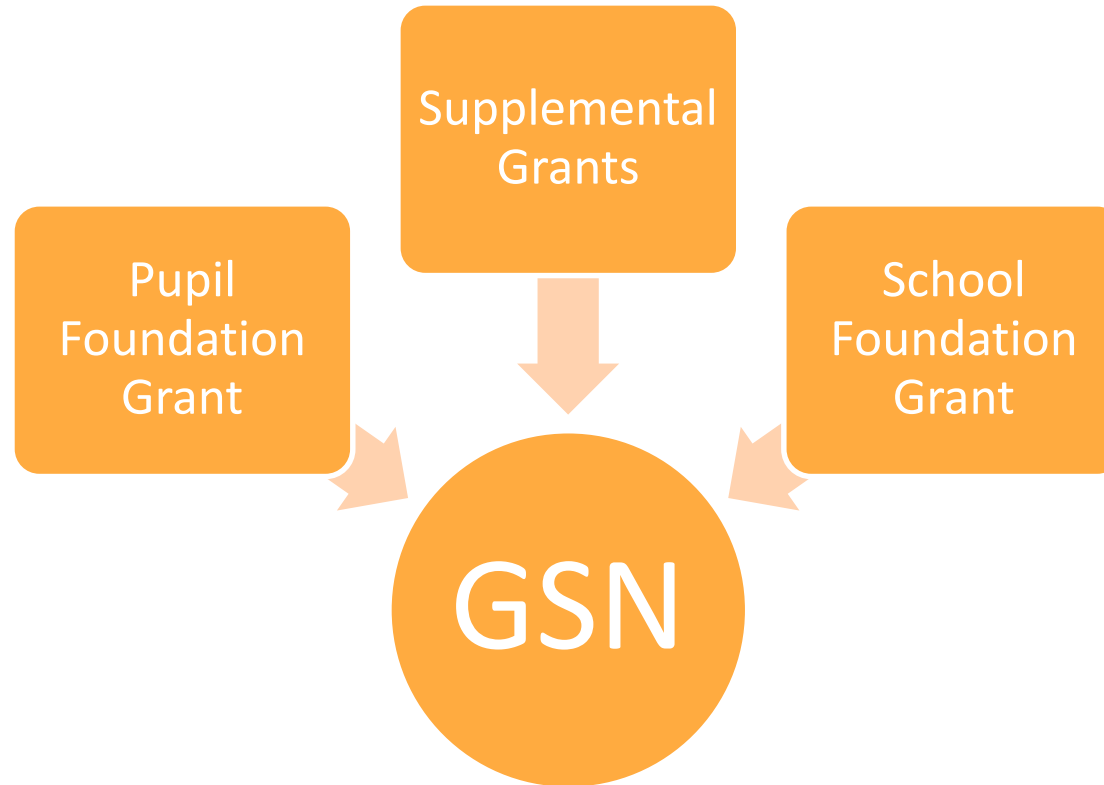 Supplemental
Grants
Pupil
Foundation
Grant
School
Foundation
Grant
GSN